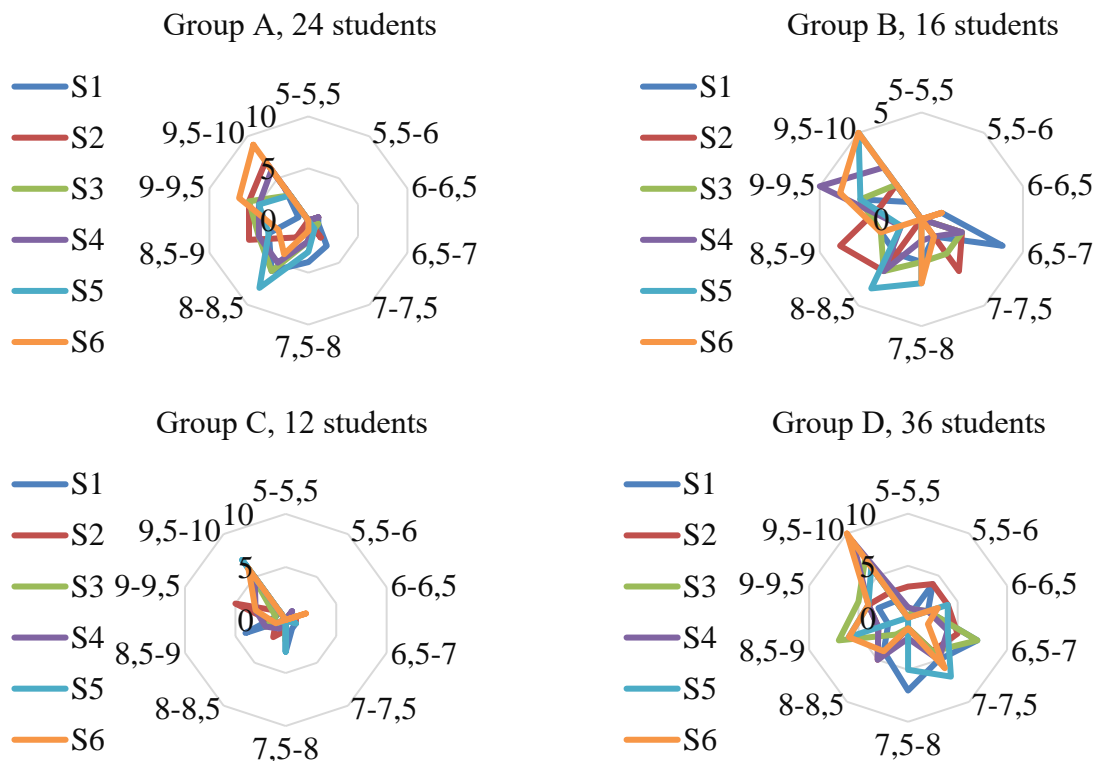 Group A, 24 students
S1
S2
S3
S4
S5
S6
5-5,5
5,5-6
6-6,5
6,5-7
7-7,5
7,5-8
8-8,5
8,5-9
9-9,5
9,5-10
10
5
0
Group B, 16 students
S1
S2
S3
S4
S5
S6
5-5,5
5,5-6
6-6,5
6,5-7
7-7,5
7,5-8
8-8,5
8,5-9
9-9,5
9,5-10
5
0
Group C, 12 students
S1
S2
S3
S4
S5
S6
5-5,5
5,5-6
6-6,5
6,5-7
7-7,5
7,5-8
8-8,5
8,5-9
9-9,5
9,5-10
10
5
0
Group D, 36 students
S1
S2
S3
S4
S5
S6
5-5,5
5,5-6
6-6,5
6,5-7
7-7,5
7,5-8
8-8,5
8,5-9
9-9,5
9,5-10
10
5
0